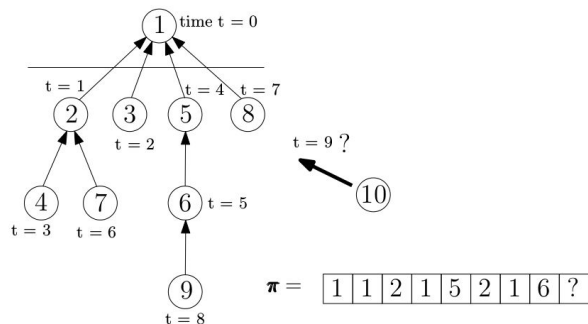 1 time t = 0
t = 1 t = 4 t = 7
2 3 5 8
t = 2
t = 9 ?
4 7 6 t = 5 10
t = 3 t = 6
9 π = 1 1 2 1 5 2 1 6 ?
t = 8